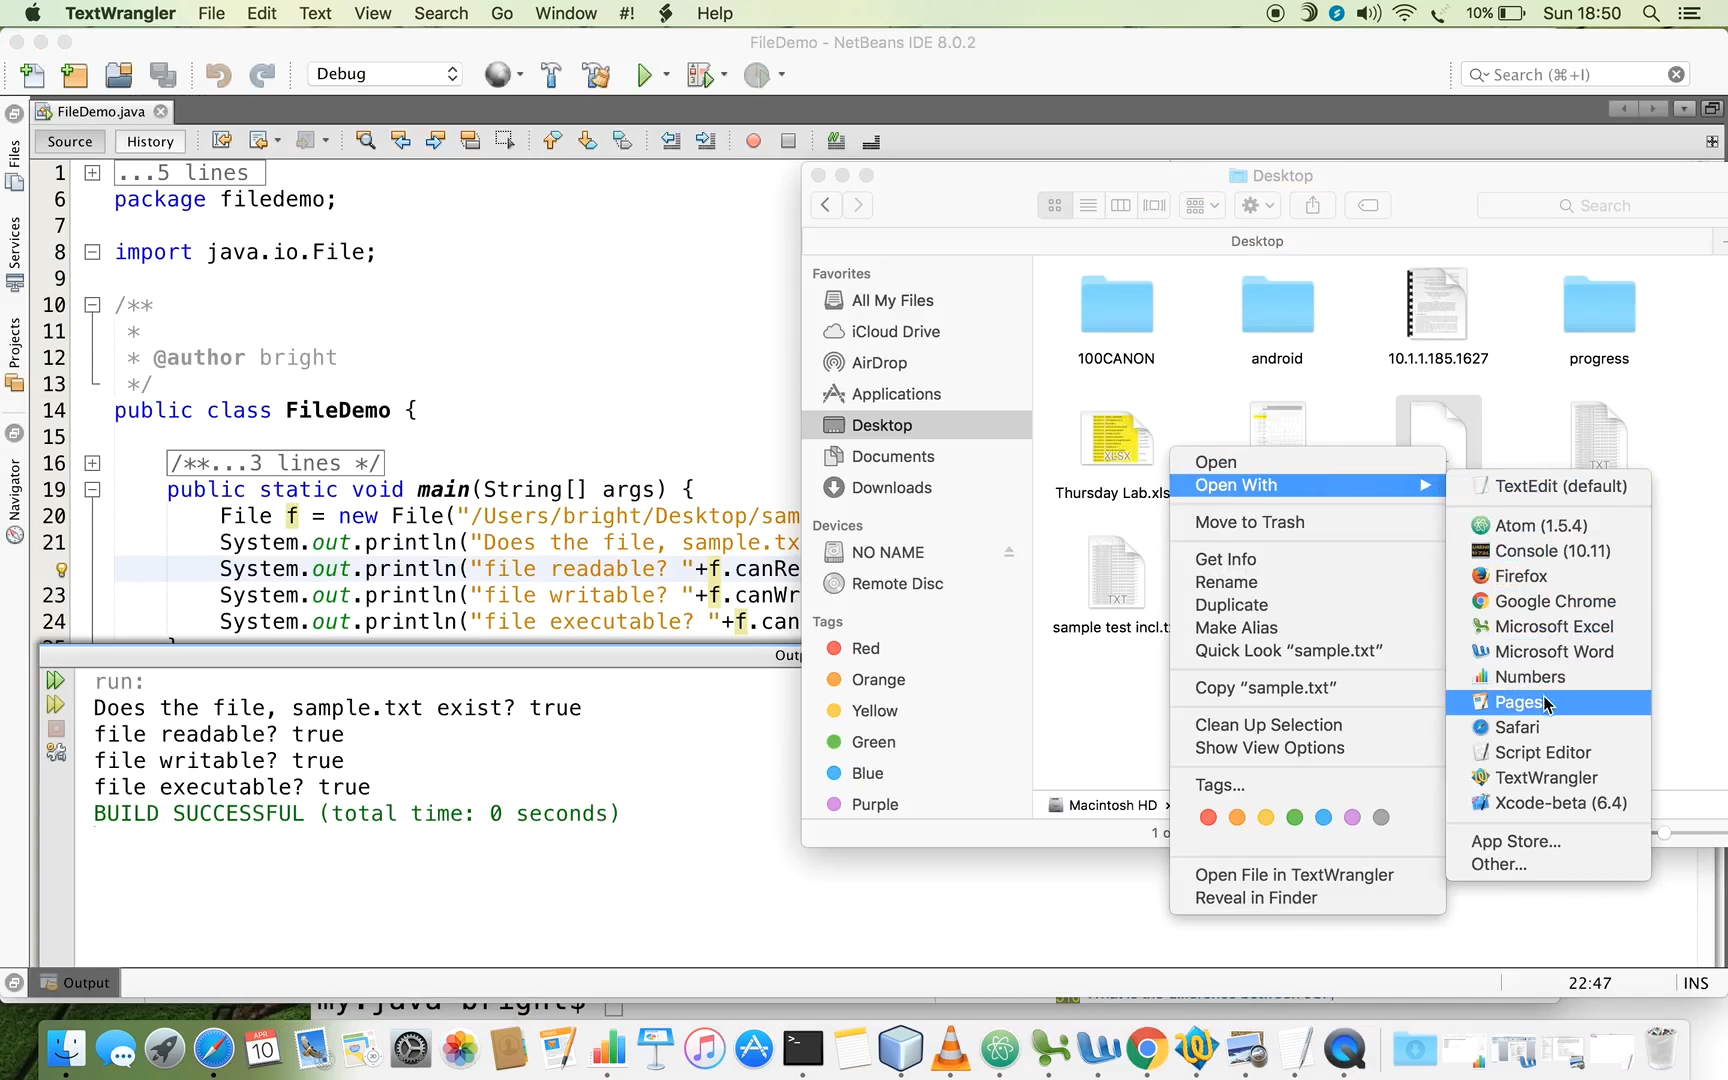 TextWrangler File Edit Text View Search Go Window #! Help 10% Sun 18:50
FileDemo - NetBeans IDE 8.0.2
Debug
Search (⌘+I)
FileDemo.java
Source History
Files
Services
Projects
Navigator
1 ...5 lines
6 package filedemo;
7
8 import java.io.File;
9
10 /**
11 *
12 * @author bright
13 */
14 public class FileDemo {
15
16 /**...3 lines */
19 public static void main(String[] args) {
20 File f = new File("/Users/bright/Desktop/sam
21 System.out.println("Does the file, sample.tx
System.out.println("file readable? "+f.canRe
23 System.out.println("file writable? "+f.canWr
24 System.out.println("file executable? "+f.can
run:
Does the file, sample.txt exist? true
file readable? true
file writable? true
file executable? true
BUILD SUCCESSFUL (total time: 0 seconds)
Output
22:47 INS
Desktop
Search
Desktop
Favorites
All My Files
iCloud Drive
AirDrop
Applications
Desktop
Documents
Downloads
Devices
NO NAME
Remote Disc
Tags
Red
Orange
Yellow
Green
Blue
Purple
100CANON
android
10.1.1.185.1627
progress
XLSX
Thursday Lab.xls
TXT
TXT
sample test incl.t
Macintosh HD
Open
Open With
Move to Trash
Get Info
Rename
Duplicate
Make Alias
Quick Look “sample.txt”
Copy “sample.txt”
Clean Up Selection
Show View Options
Tags...
Open File in TextWrangler
Reveal in Finder
TextEdit (default)
Atom (1.5.4)
Console (10.11)
Firefox
Google Chrome
Microsoft Excel
Microsoft Word
Numbers
Pages
Safari
Script Editor
TextWrangler
Xcode-beta (6.4)
App Store...
Other...
my:java bright$
APR
10